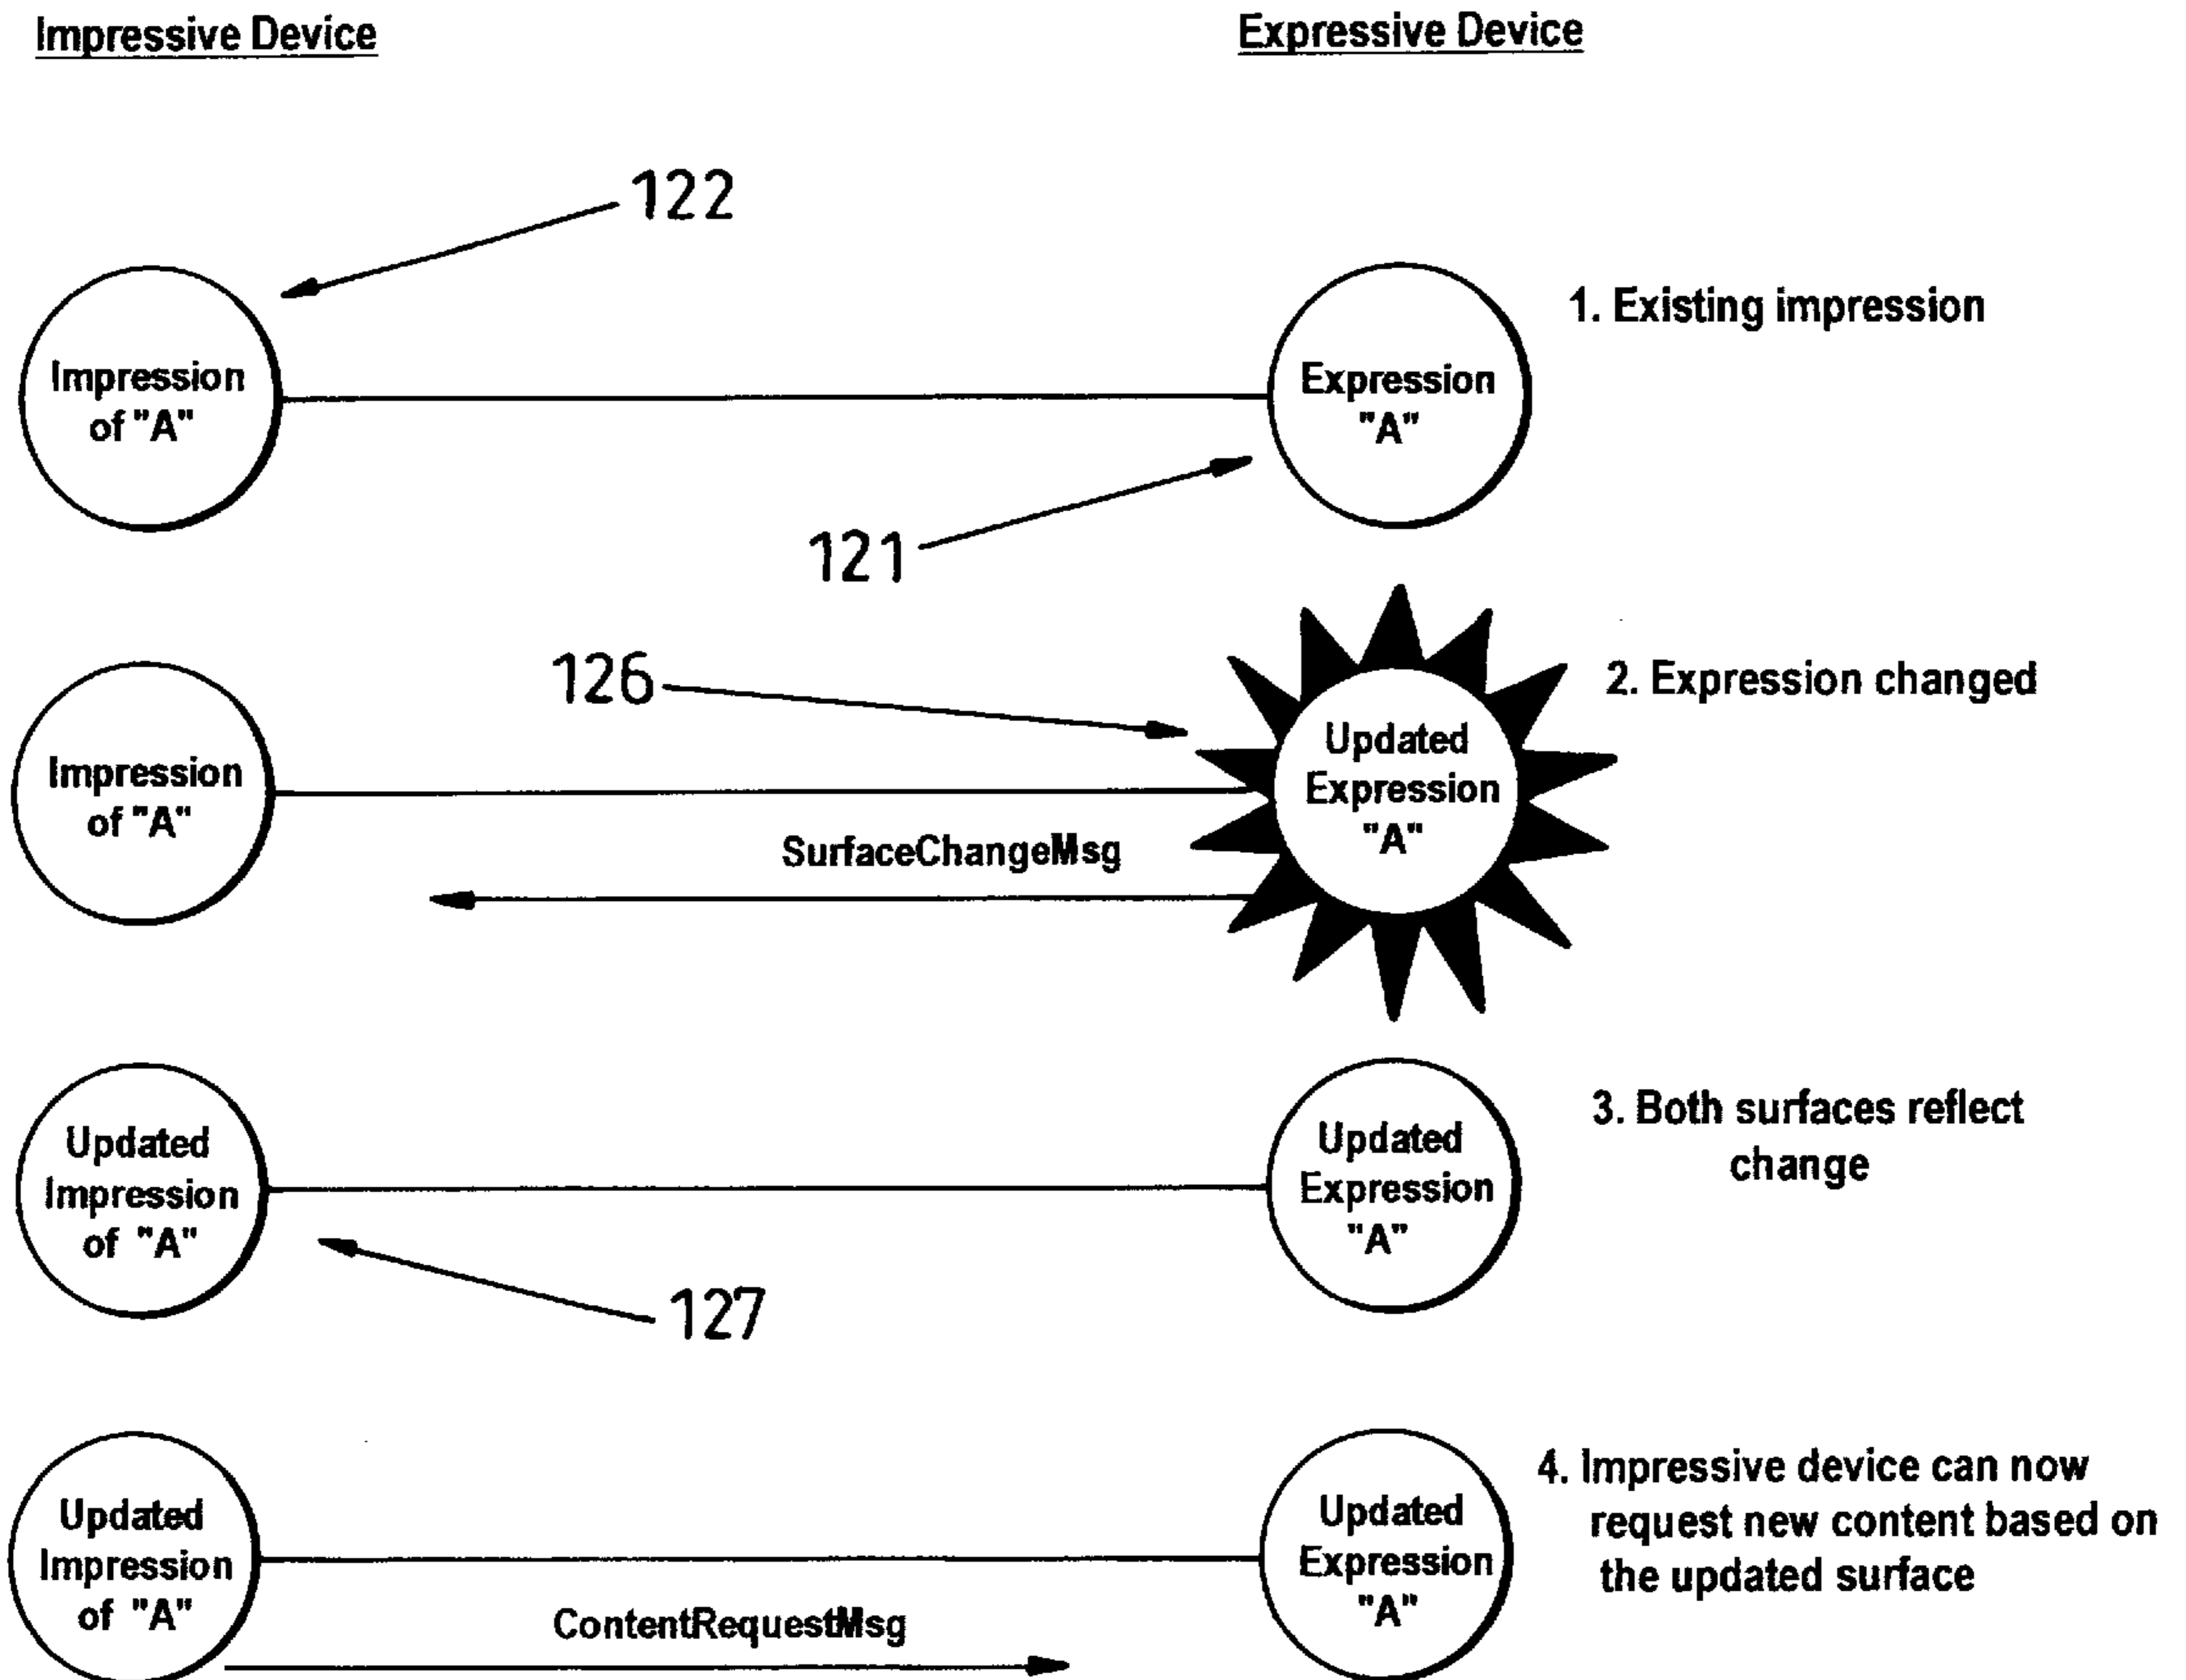 Impressive Device
Expressive Device
122
Impression
of "A"
Expression
"A"
1. Existing impression
121
126
Impression
of "A"
Updated
Expression
"A"
2. Expression changed
SurfaceChangeMsg
Updated
Impression
of "A"
Updated
Expression
"A"
3. Both surfaces reflect
change
127
Updated
Impression
of "A"
Updated
Expression
"A"
4. Impressive device can now
request new content based on
the updated surface
ContentRequestMsg